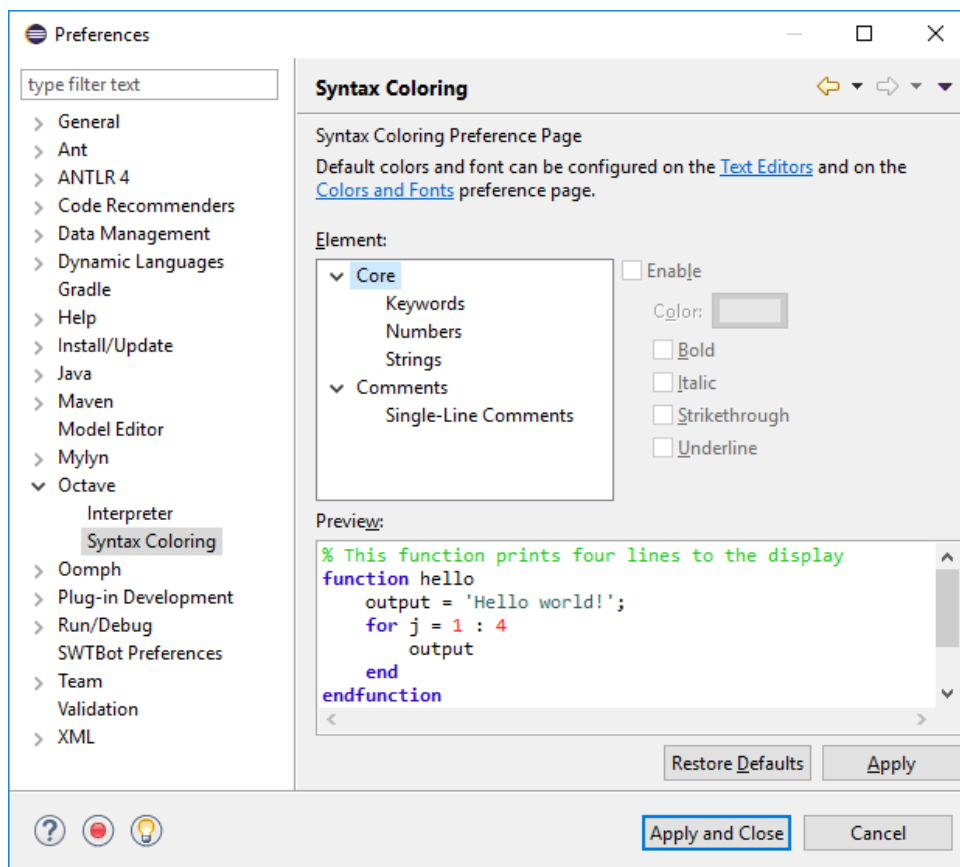 Preferences
type filter text
General
Ant
ANTLR 4
Code Recommenders
Data Management
Dynamic Languages
Gradle
Help
Install/Update
Java
Maven
Model Editor
Mylyn
Octave
Interpreter
Syntax Coloring
Oomph
Plug-in Development
Run/Debug
SWTBot Preferences
Team
Validation
XML
Syntax Coloring
Syntax Coloring Preference Page
Default colors and font can be configured on the Text Editors and on the
Colors and Fonts preference page.
Element:
Core
Keywords
Numbers
Strings
Comments
Single-Line Comments
Enable
Color:
Bold
Italic
Strikethrough
Underline
Preview:
% This function prints four lines to the display
function hello
    output = 'Hello world!';
    for j = 1 : 4
        output
    end
endfunction
Restore Defaults
Apply
Apply and Close
Cancel